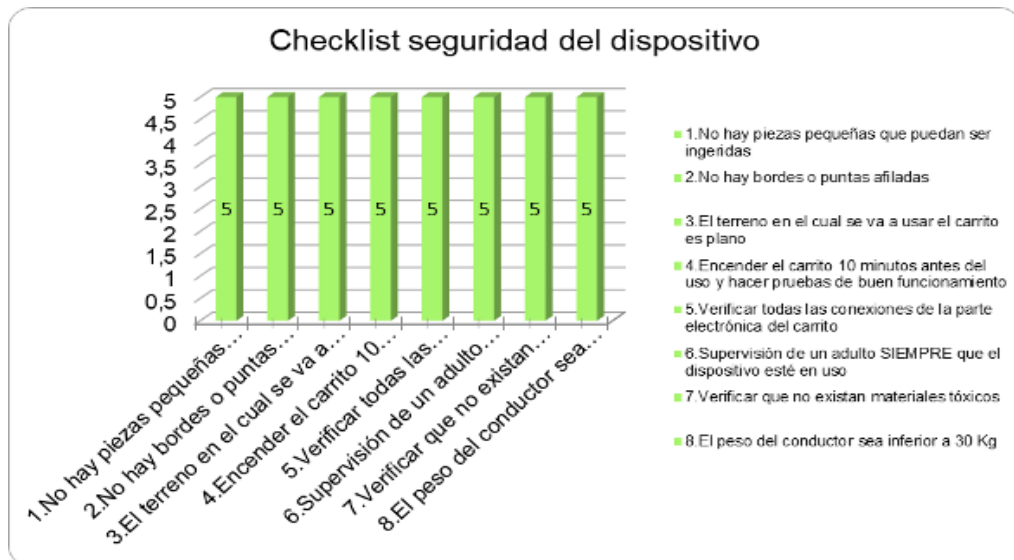 Checklist seguridad del dispositivo
5
4,5
4
3,5
3
2,5
2
1,5
1
0,5
0
5 5 5 5 5 5 5 5
1.No hay piezas pequeñas...
2.No hay bordes o puntas...
3.El terreno en el cual se va a...
4.Encender el carrito 10...
5.Verificar todas las...
6.Supervisión de un adulto...
7.Verificar que no existan...
8.El peso del conductor sea...
1.No hay piezas pequeñas que puedan ser
ingeridas
2.No hay bordes o puntas afiladas
3.El terreno en el cual se va a usar el carrito
es plano
4.Encender el carrito 10 minutos antes del
uso y hacer pruebas de buen funcionamiento
5.Verificar todas las conexiones de la parte
electrónica del carrito
6.Supervisión de un adulto SIEMPRE que el
dispositivo esté en uso
7.Verificar que no existan materiales tóxicos
8.El peso del conductor sea inferior a 30 Kg